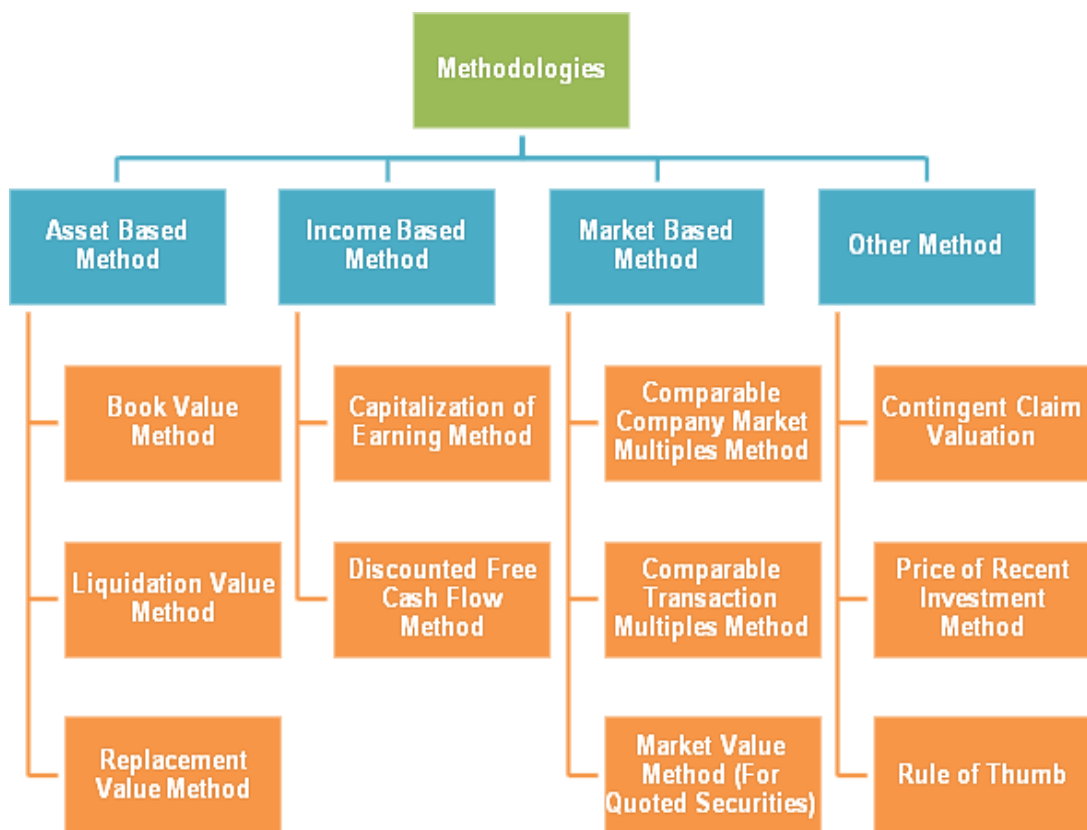 Methodologies
Asset Based
Method
Income Based
Method
Market Based
Method
Other Method
Book Value
Method
Capitalization of
Earning Method
Comparable
Company Market
Multiples Method
Contingent Claim
Valuation
Liquidation Value
Method
Discounted Free
Cash Flow
Method
Comparable
Transaction
Multiples Method
Price of Recent
Investment
Method
Replacement
Value Method
Market Value
Method (For
Quoted Securities)
Rule of Thumb